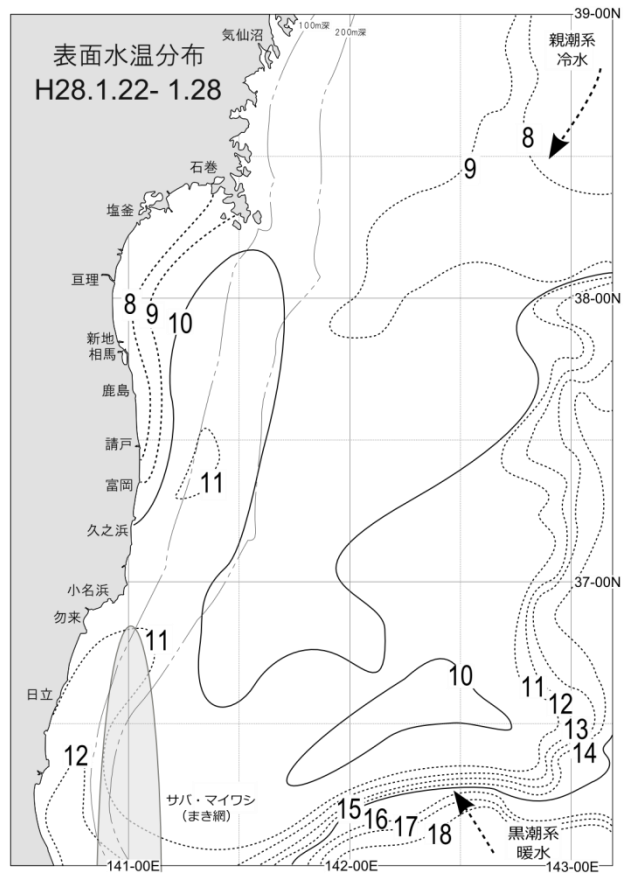 表面水温分布
H28.1.22- 1.28
気仙沼
100m深
200m深
39-00N
親潮系
冷水
8
9
石巻
塩釜
亘理
8
9
10
38-00N
新地
相馬
鹿島
請戸
富岡
11
久之浜
37-00N
小名浜
勿来
11
10
日立
11
12
13
14
12
サバ・マイワシ
(まき網)
15
16
17
18
黒潮系
暖水
141-00E
142-00E
143-00E